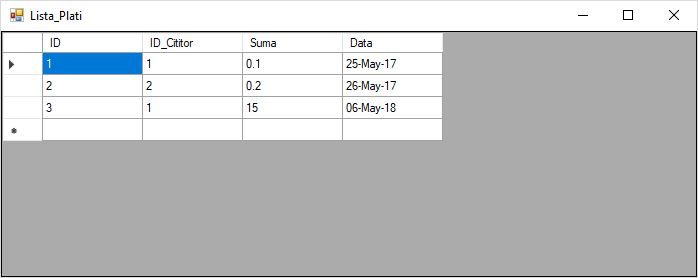 Lista_Plati
ID ID_Cititor Suma Data
1 1 0.1 25-May-17
2 2 0.2 26-May-17
3 1 15 06-May-18